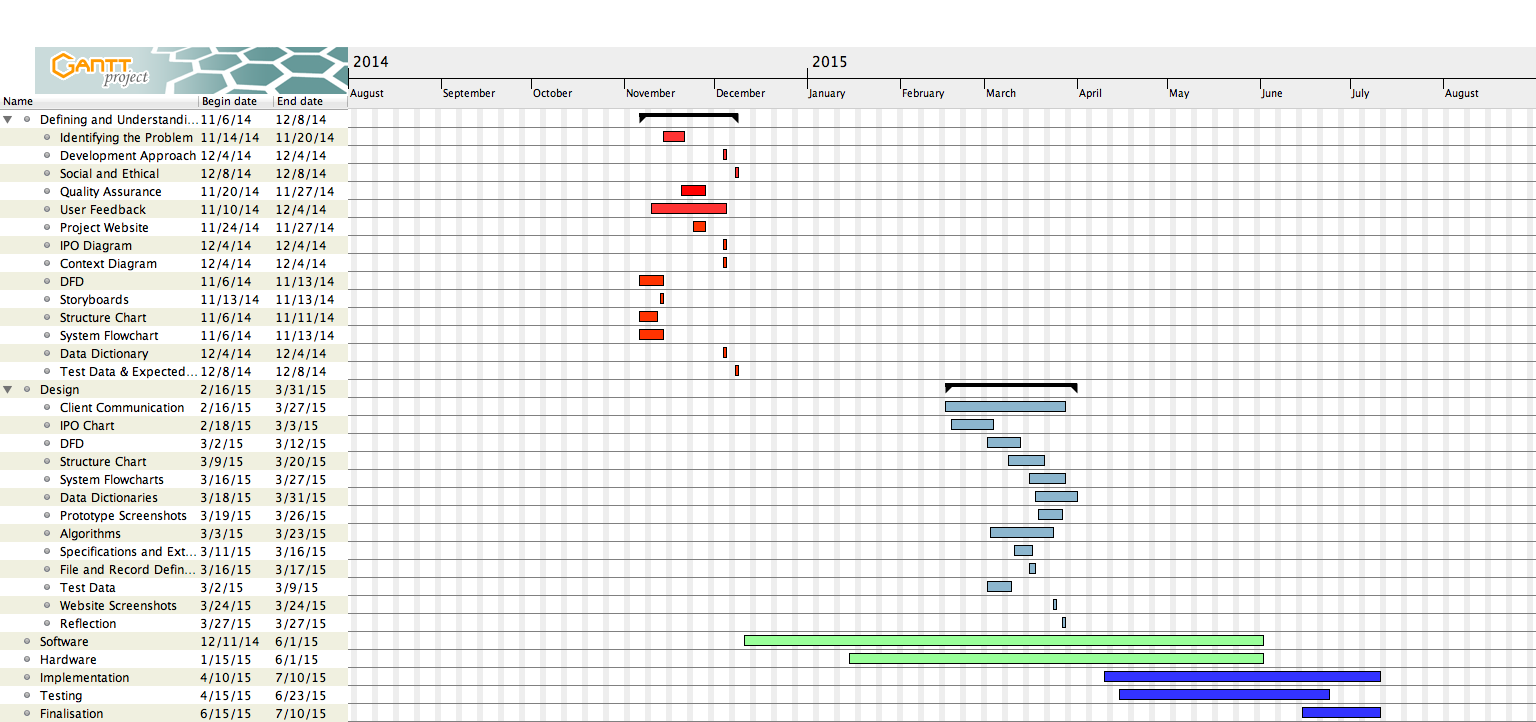 GANTT project
2014 2015
Name Begin date End date August September October November December January February March April May June July August
Defining and Understandi... 11/6/14 12/8/14
Identifying the Problem 11/14/14 11/20/14
Development Approach 12/4/14 12/4/14
Social and Ethical 12/8/14 12/8/14
Quality Assurance 11/20/14 11/27/14
User Feedback 11/10/14 12/4/14
Project Website 11/24/14 11/27/14
IPO Diagram 12/4/14 12/4/14
Context Diagram 12/4/14 12/4/14
DFD 11/6/14 11/13/14
Storyboards 11/13/14 11/13/14
Structure Chart 11/6/14 11/11/14
System Flowchart 11/6/14 11/13/14
Data Dictionary 12/4/14 12/4/14
Test Data & Expected... 12/8/14 12/8/14
Design 2/16/15 3/31/15
Client Communication 2/16/15 3/27/15
IPO Chart 2/18/15 3/3/15
DFD 3/2/15 3/12/15
Structure Chart 3/9/15 3/20/15
System Flowcharts 3/16/15 3/27/15
Data Dictionaries 3/18/15 3/31/15
Prototype Screenshots 3/19/15 3/26/15
Algorithms 3/3/15 3/23/15
Specifications and Ext... 3/11/15 3/16/15
File and Record Defin... 3/16/15 3/17/15
Test Data 3/2/15 3/9/15
Website Screenshots 3/24/15 3/24/15
Reflection 3/27/15 3/27/15
Software 12/11/14 6/1/15
Hardware 1/15/15 6/1/15
Implementation 4/10/15 7/10/15
Testing 4/15/15 6/23/15
Finalisation 6/15/15 7/10/15